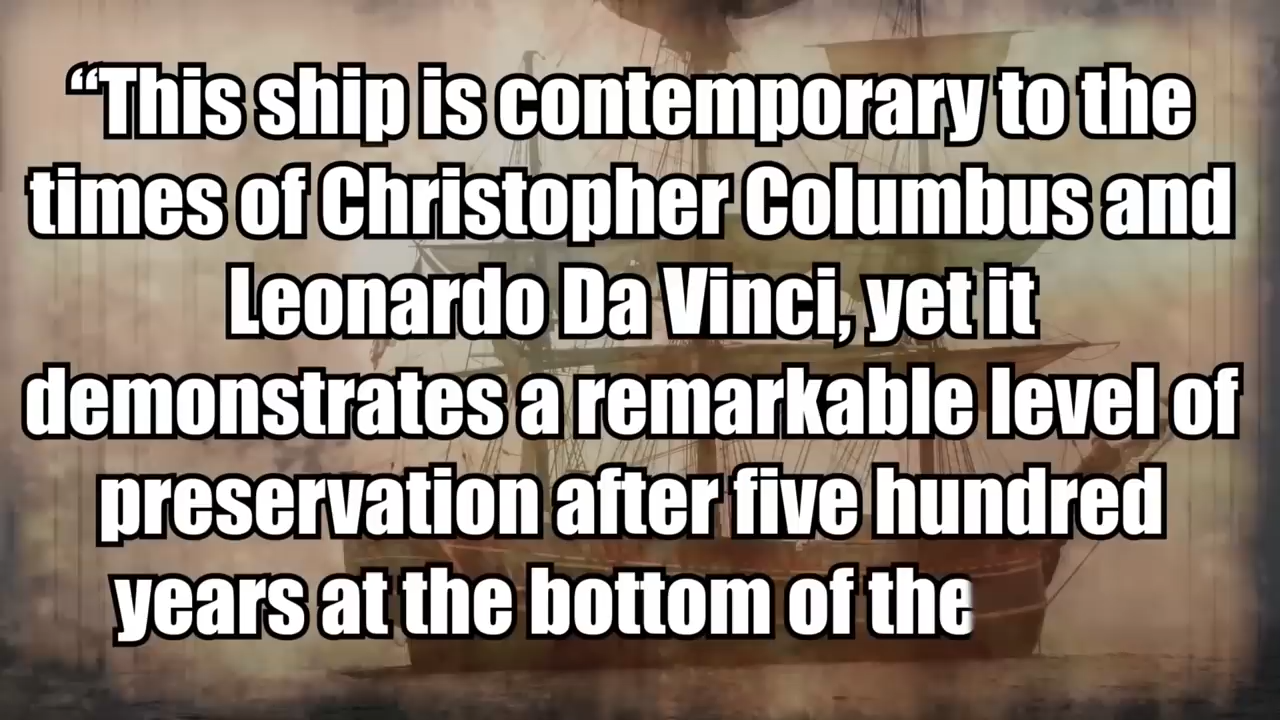 “This ship is contemporary to the
times of Christopher Columbus and
Leonardo Da Vinci, yet it
demonstrates a remarkable level of
preservation after five hundred
years at the bottom of the